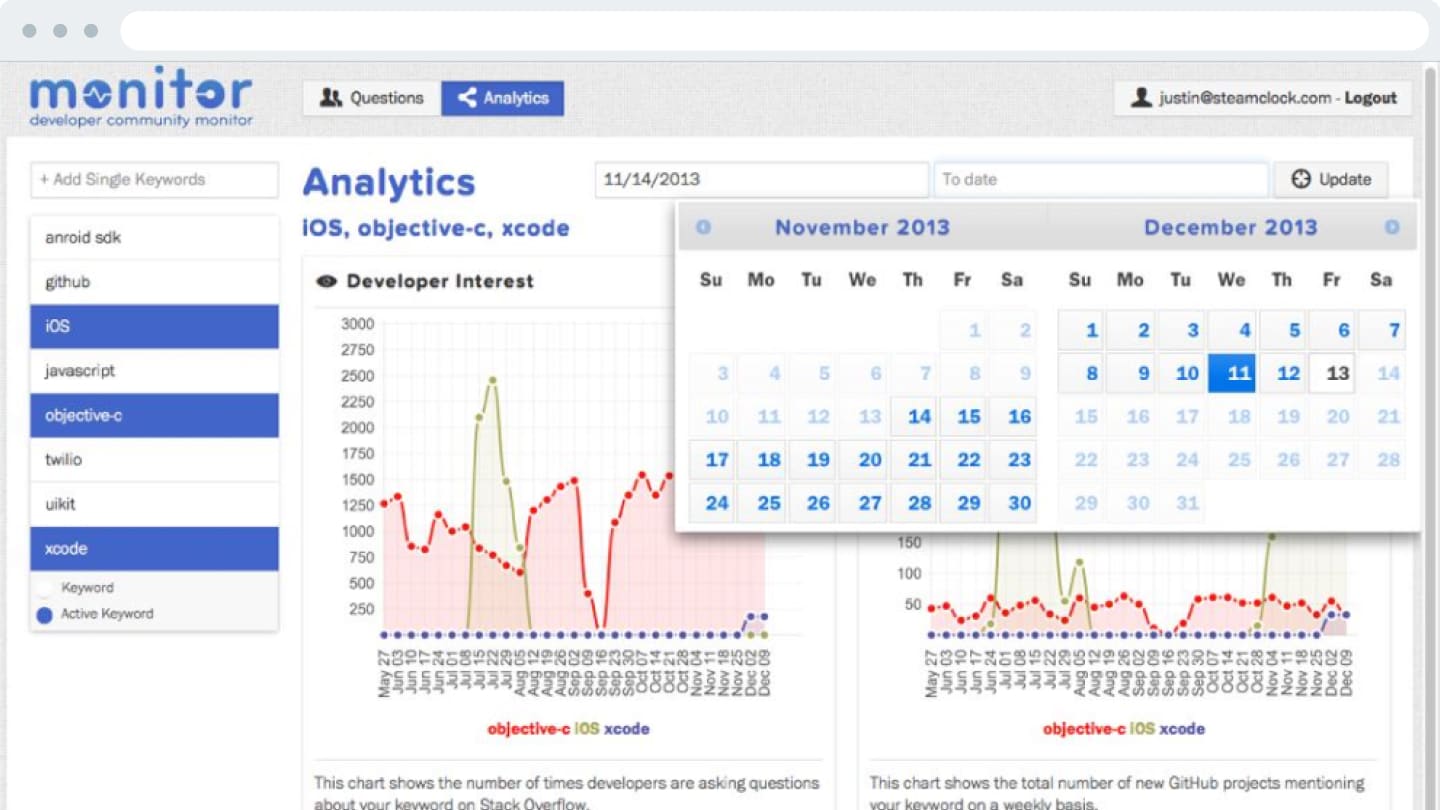 monitor
developer community monitor
Questions
Analytics
justin@steamclock.com - Logout
+ Add Single Keywords
anroid sdk
github
iOS
javascript
objective-c
twilio
uikit
xcode
Keyword
Active Keyword
Analytics
11/14/2013
To date
Update
iOS, objective-c, xcode
November 2013
Su Mo Tu We Th Fr Sa
1 2
3 4 5 6 7 8 9
10 11 12 13 14 15 16
17 18 19 20 21 22 23
24 25 26 27 28 29 30
December 2013
Su Mo Tu We Th Fr Sa
1 2 3 4 5 6 7
8 9 10 11 12 13 14
15 16 17 18 19 20 21
22 23 24 25 26 27 28
29 30 31
Developer Interest
3000
2750
2500
2250
2000
1750
1500
1250
1000
750
500
250
May 27 Jun 03 Jun 10 Jun 17 Jun 24 Jul 01 Jul 08 Jul 15 Jul 22 Jul 29 Aug 05 Aug 12 Aug 19 Aug 26 Sep 02 Sep 09 Sep 16 Sep 23 Sep 30 Oct 07 Oct 14 Oct 21 Oct 28 Nov 04 Nov 11 Nov 18 Nov 25 Dec 02 Dec 09
objective-c iOS xcode
This chart shows the number of times developers are asking questions
about your keyword on Stack Overflow.
150
100
50
May 27 Jun 03 Jun 10 Jun 17 Jun 24 Jul 01 Jul 08 Jul 15 Jul 22 Jul 29 Aug 05 Aug 12 Aug 19 Aug 26 Sep 02 Sep 09 Sep 16 Sep 23 Sep 30 Oct 07 Oct 14 Oct 21 Oct 28 Nov 04 Nov 11 Nov 18 Nov 25 Dec 02 Dec 09
objective-c iOS xcode
This chart shows the total number of new GitHub projects mentioning
your keyword on a weekly basis.